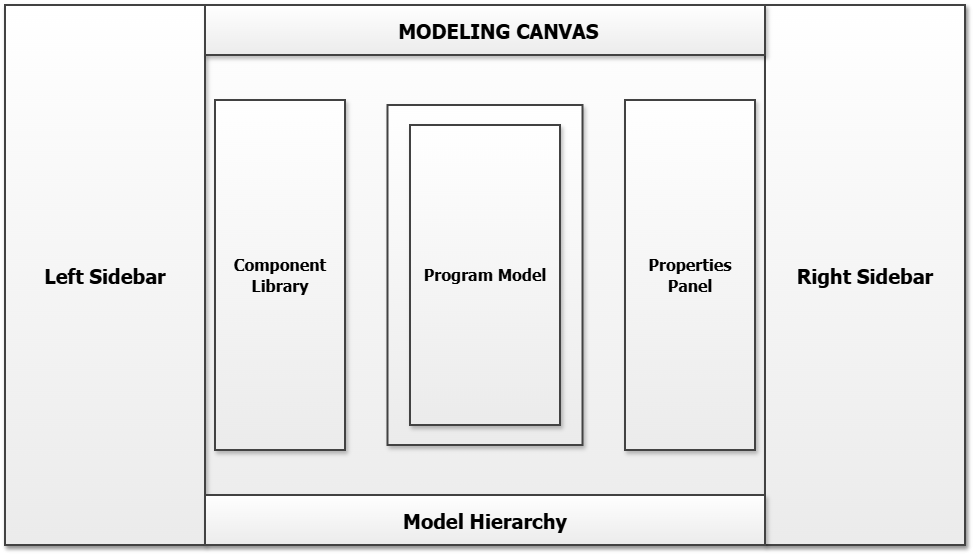 MODELING CANVAS
Left Sidebar
Component
Library
Program Model
Properties
Panel
Right Sidebar
Model Hierarchy